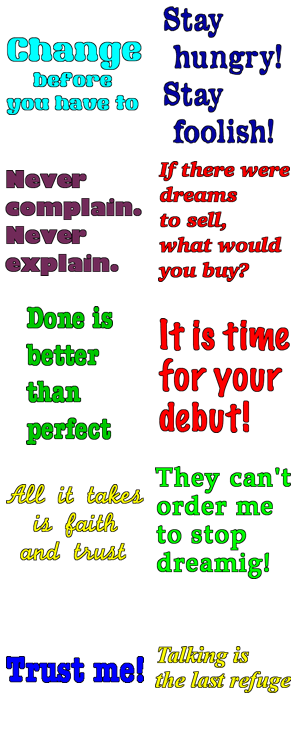 Change
before
you have to
Stay
hungry!
Stay
foolish!
Never
complain.
Never
explain.
If there were
dreams
to sell,
what would
you buy?
Done is
better
than
perfect
It is time
for your
debut!
All it takes
is faith
and trust
They can't
order me
to stop
dreamig!
Trust me!
Talking is
the last refuge